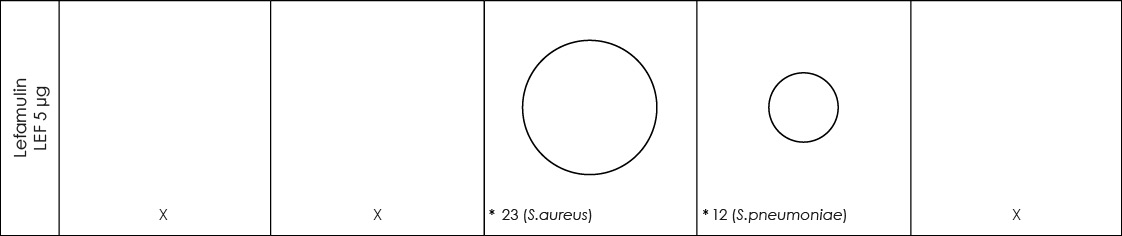 Lefamulin
LEF 5 µg
X
X
* 23 (S.aureus)
* 12 (S.pneumoniae)
X